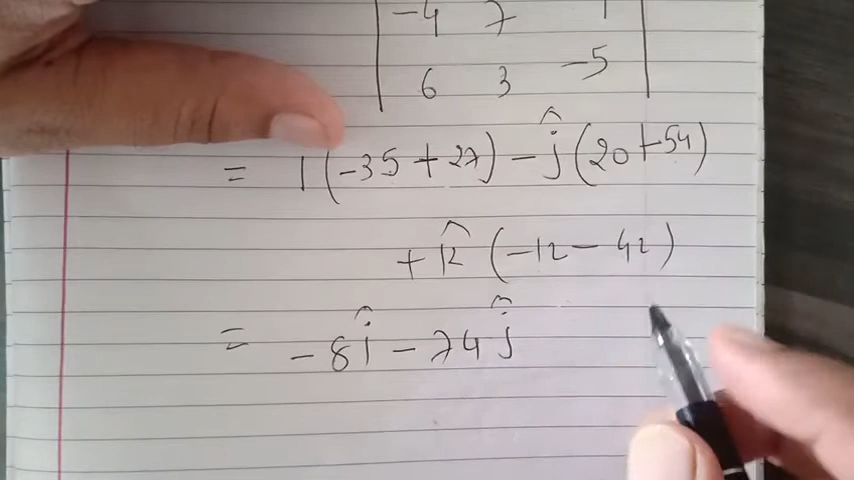 -4 7
6 3 -5
= î(-35+27) - ĵ(20+54)
+ k̂ (-12-42)
= -8î - 74ĵ